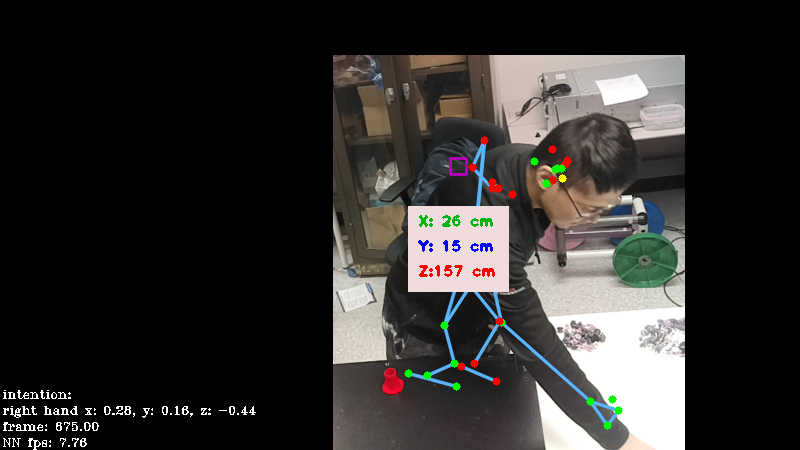 X: 26 cm
Y: 15 cm
Z:157 cm
intention:
right hand x: 0.28, y: 0.16, z: -0.44
frame: 675.00
NN fps: 7.76